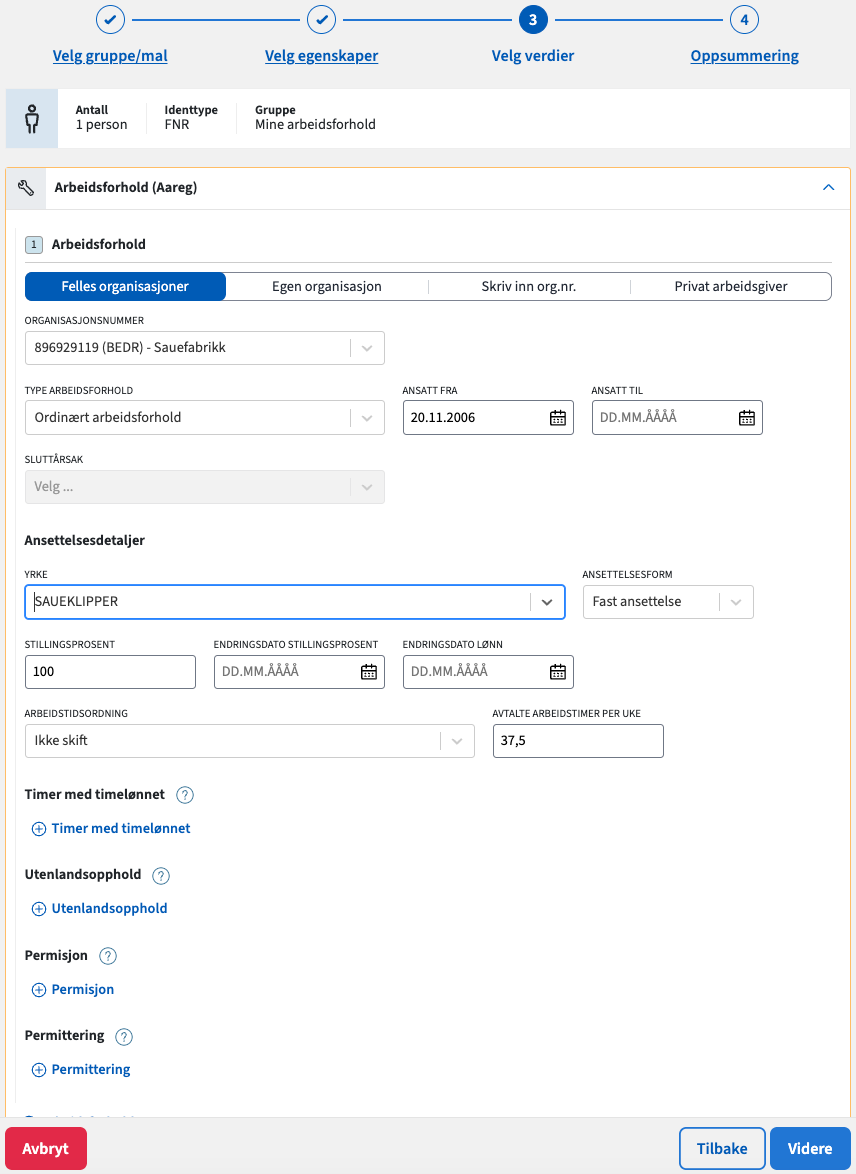 3
4
Velg gruppe/mal
Velg egenskaper
Velg verdier
Oppsummering
Antall
1 person
Identtype
FNR
Gruppe
Mine arbeidsforhold
Arbeidsforhold (Aareg)
1 Arbeidsforhold
Felles organisasjoner
Egen organisasjon
Skriv inn org.nr.
Privat arbeidsgiver
ORGANISASJONSNUMMER
896929119 (BEDR) - Sauefabrikk
TYPE ARBEIDSFORHOLD
Ordinært arbeidsforhold
ANSATT FRA
20.11.2006
ANSATT TIL
DD.MM.ÅÅÅÅ
SLUTTÅRSAK
Velg ...
Ansettelsesdetaljer
YRKE
SAUEKLIPPER
ANSETTELSESFORM
Fast ansettelse
STILLINGSPROSENT
100
ENDRINGSDATO STILLINGSPROSENT
DD.MM.ÅÅÅÅ
ENDRINGSDATO LØNN
DD.MM.ÅÅÅÅ
ARBEIDSTIDSORDNING
Ikke skift
AVTALTE ARBEIDSTIMER PER UKE
37,5
Timer med timelønnet ?
Timer med timelønnet
Utenlandsopphold ?
Utenlandsopphold
Permisjon ?
Permisjon
Permittering ?
Permittering
Avbryt
Tilbake
Videre